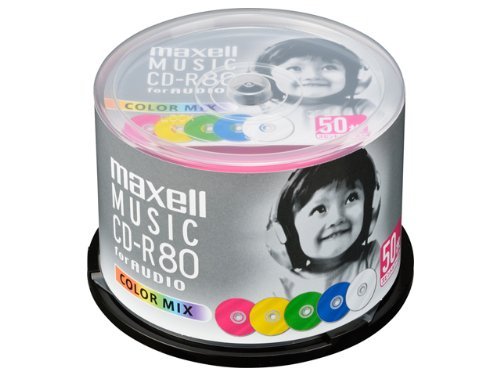 maxell
MUSIC
CD-R80
for AUDIO
COLOR MIX
50
maxell
MUSIC
CD-R80
for AUDIO
COLOR MIX
50